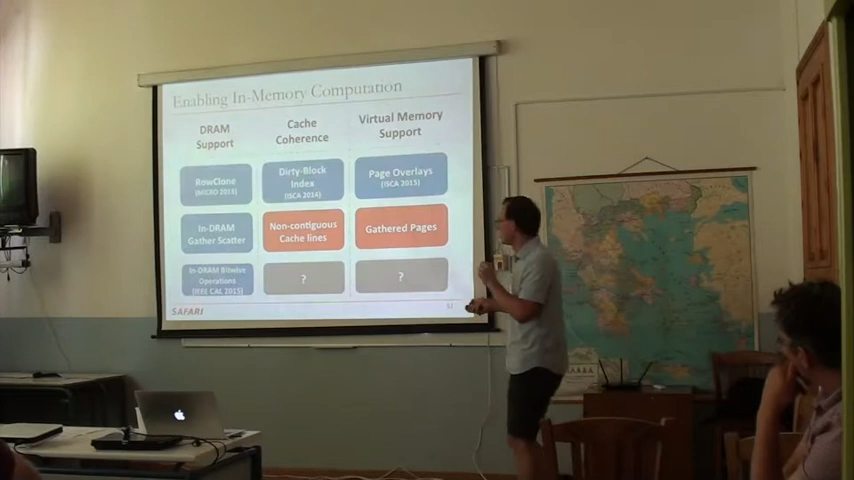 Enabling In-Memory Computation
DRAM
Support
Cache
Coherence
Virtual Memory
Support
RowClone
(MICRO 2013)
Dirty-Block
Index
(ISCA 2014)
Page Overlays
(ISCA 2015)
In-DRAM
Gather Scatter
Non-contiguous
Cache lines
Gathered Pages
In-DRAM Bitwise
Operations
(IEEE CAL 2015)
?
?
SAFARI